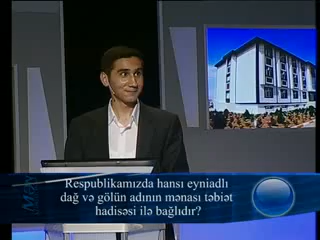 Respublikamızda hansı eyniadlı
dağ və gölün adının mənası təbiət
hadisəsi ilə bağlıdır?